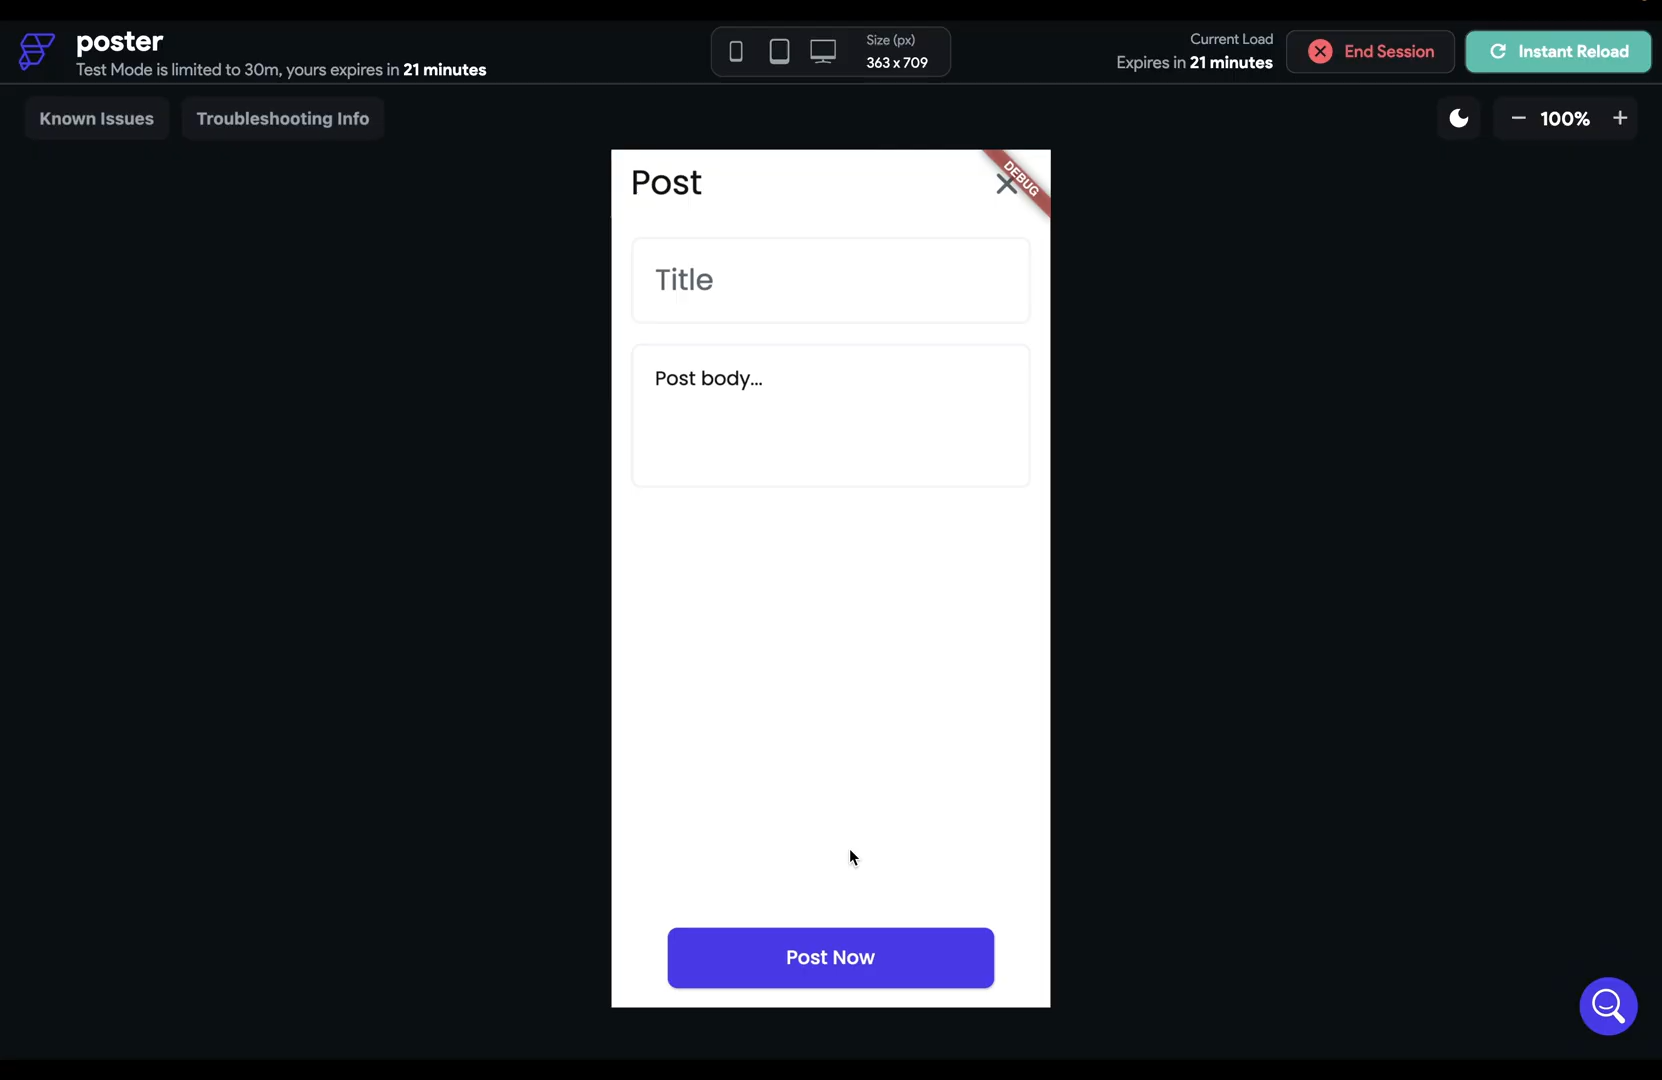 poster
Test Mode is limited to 30m, yours expires in 21 minutes
Size (px)
363 x 709
Current Load
Expires in 21 minutes
End Session
Instant Reload
Known Issues
Troubleshooting Info
100%
Post
DEBUG
Title
Post body...
Post Now